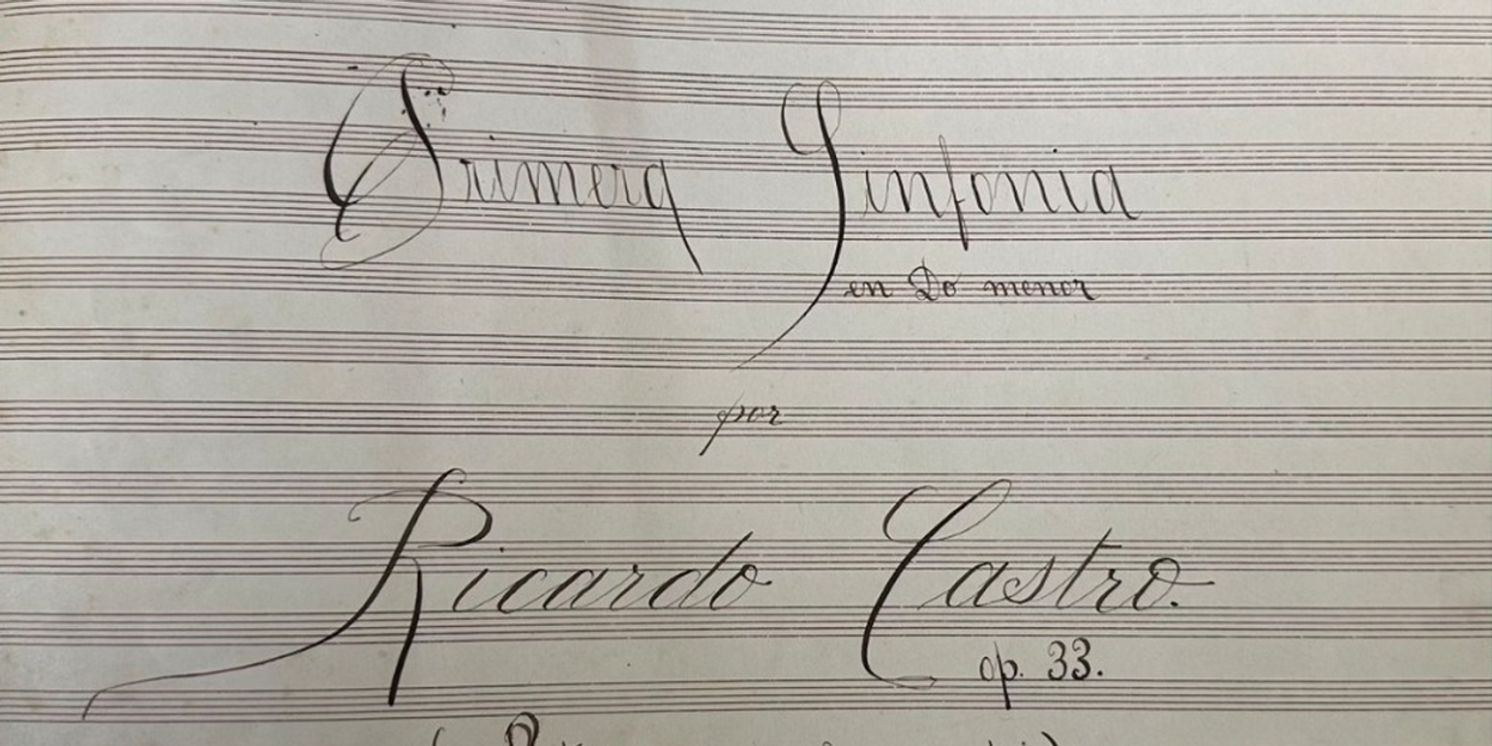 Primera Sinfonia
en Do menor
por
Ricardo Castro.
op. 33.